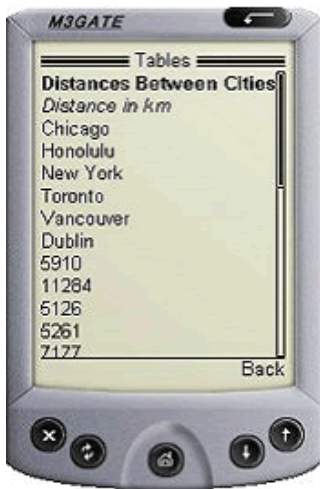 M3GATE
Tables
Distances Between Cities
Distance in km
Chicago
Honolulu
New York
Toronto
Vancouver
Dublin
5910
11284
5126
5261
7177
Back